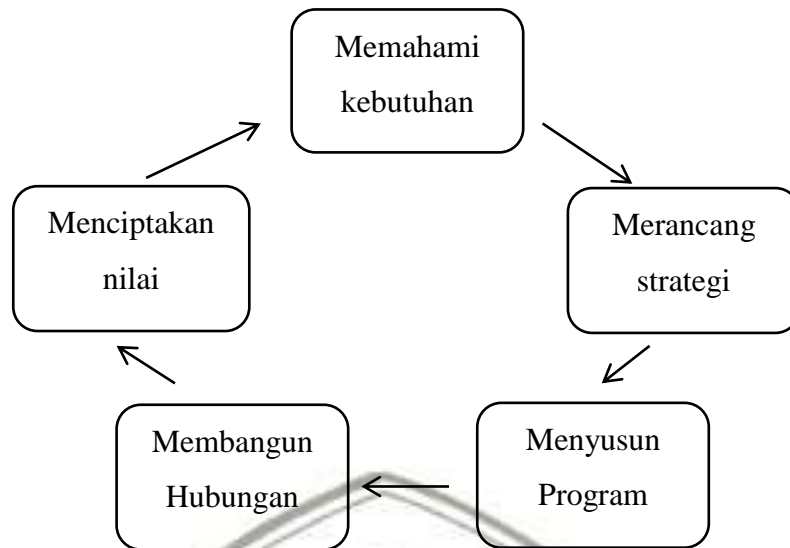 Memahami
kebutuhan
Merancang
strategi
Menyusun
Program
Membangun
Hubungan
Menciptakan
nilai